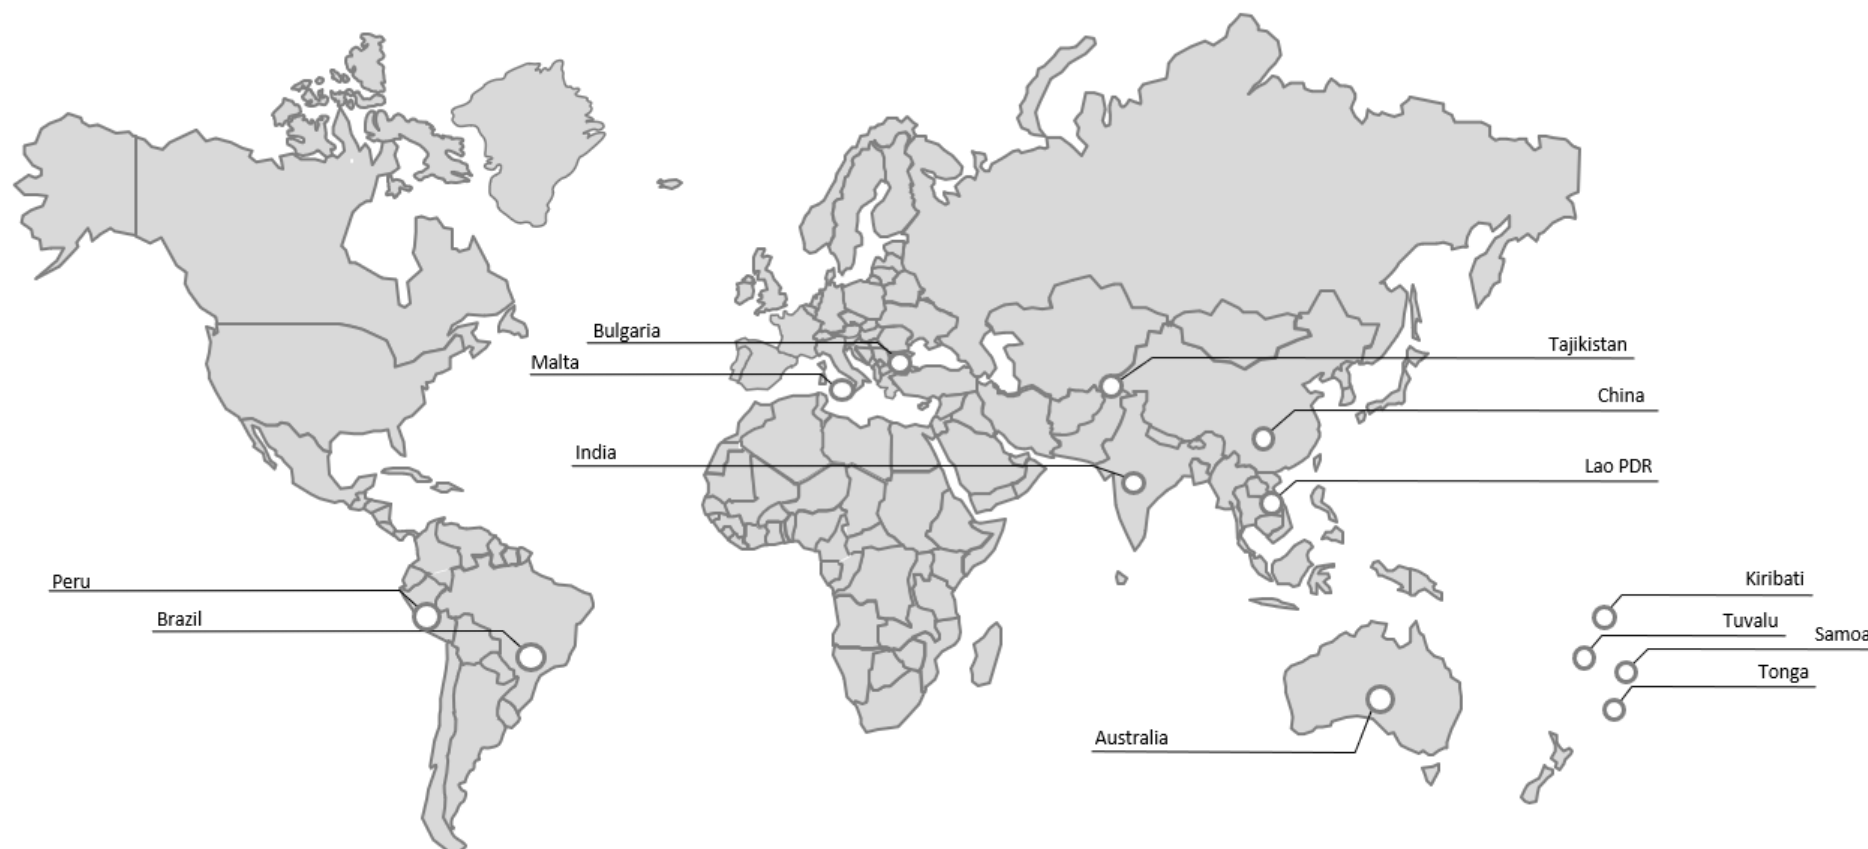 Bulgaria
Tajikistan
Malta
China
India
Lao PDR
Peru
Kiribati
Brazil
Tuvalu
Samoa
Tonga
Australia